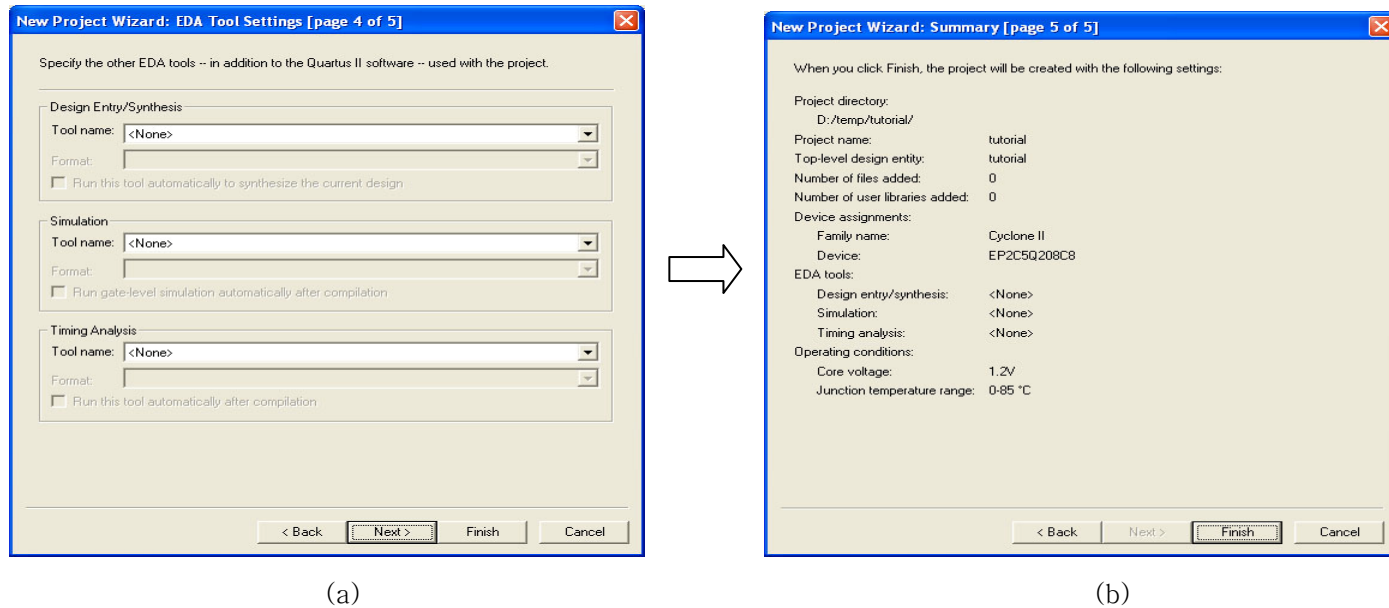 New Project Wizard: EDA Tool Settings [page 4 of 5]
Specify the other EDA tools -- in addition to the Quartus II software -- used with the project.
Design Entry/Synthesis
Tool name: <None>
Format:
Run this tool automatically to synthesize the current design
Simulation
Tool name: <None>
Format:
Run gate-level simulation automatically after compilation
Timing Analysis
Tool name: <None>
Format:
Run this tool automatically after compilation
< Back Next > Finish Cancel
(a)
New Project Wizard: Summary [page 5 of 5]
When you click Finish, the project will be created with the following settings:
Project directory:
D:/temp/tutorial/
Project name: tutorial
Top-level design entity: tutorial
Number of files added: 0
Number of user libraries added: 0
Device assignments:
Family name: Cyclone II
Device: EP2C5Q208C8
EDA tools:
Design entry/synthesis: <None>
Simulation: <None>
Timing analysis: <None>
Operating conditions:
Core voltage: 1.2V
Junction temperature range: 0-85 °C
< Back Next > Finish Cancel
(b)